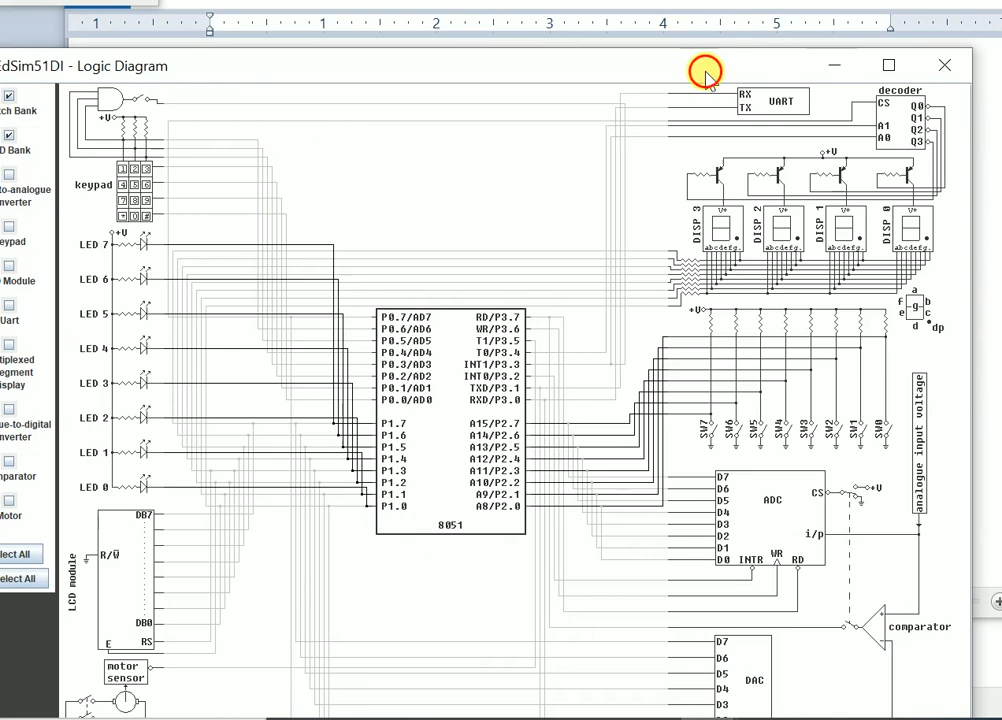 1 1 2 3 4 5
EdSim51DI - Logic Diagram
tch Bank
D Bank
to-analogue
nverter
eypad
D Module
Uart
tiplexed
egment
isplay
ue-to-digital
nverter
parator
Motor
lect All
elect All
+V
keypad
1 2 3
4 5 6
7 8 9
* 0 #
+V
LED 7
LED 6
LED 5
LED 4
LED 3
LED 2
LED 1
LED 0
LCD module
DB7
R/W̅
DB0
RS
E
motor
sensor
P0.7/AD7 RD/P3.7
P0.6/AD6 WR/P3.6
P0.5/AD5 T1/P3.5
P0.4/AD4 T0/P3.4
P0.3/AD3 INT1/P3.3
P0.2/AD2 INT0/P3.2
P0.1/AD1 TXD/P3.1
P0.0/AD0 RXD/P3.0
P1.7 A15/P2.7
P1.6 A14/P2.6
P1.5 A13/P2.5
P1.4 A12/P2.4
P1.3 A11/P2.3
P1.2 A10/P2.2
P1.1 A9/P2.1
P1.0 A8/P2.0
8051
RX
TX
UART
decoder
CS Q0
Q1
A1 Q2
A0 Q3
+V
DISP 3 DISP 2 DISP 1 DISP 0
V+ V+ V+ V+
abcdefg. abcdefg. abcdefg. abcdefg.
a
f b
g
e c
d dp
+V
SW7 SW6 SW5 SW4 SW3 SW2 SW1 SW0
analogue input voltage
D7
D6
D5
D4
D3
D2
D1
D0
ADC
CS
+V
i/p
INTR WR RD
+
-
comparator
D7
D6
D5
D4
D3
DAC